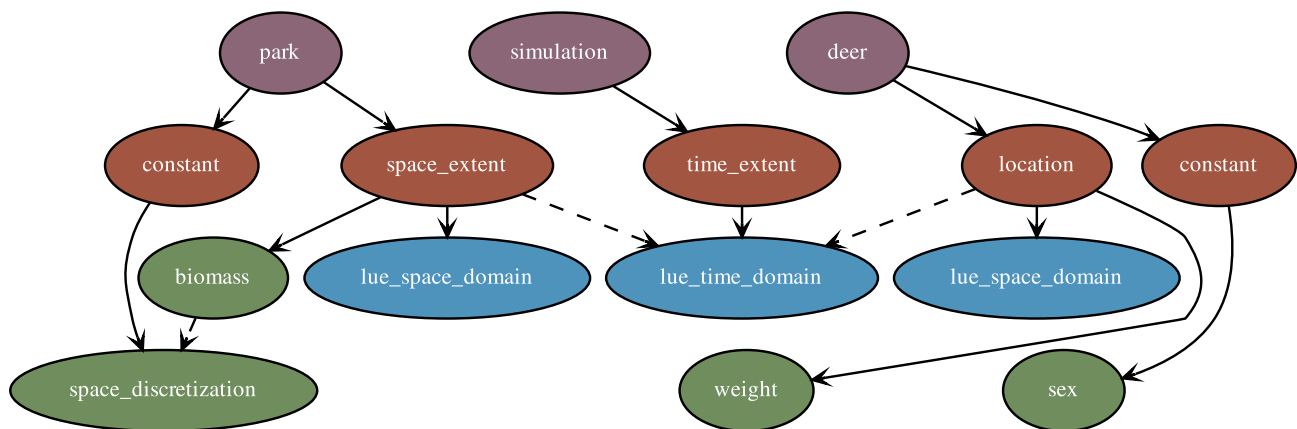 park
simulation
deer
constant
space_extent
time_extent
location
constant
biomass
lue_space_domain
lue_time_domain
lue_space_domain
space_discretization
weight
sex